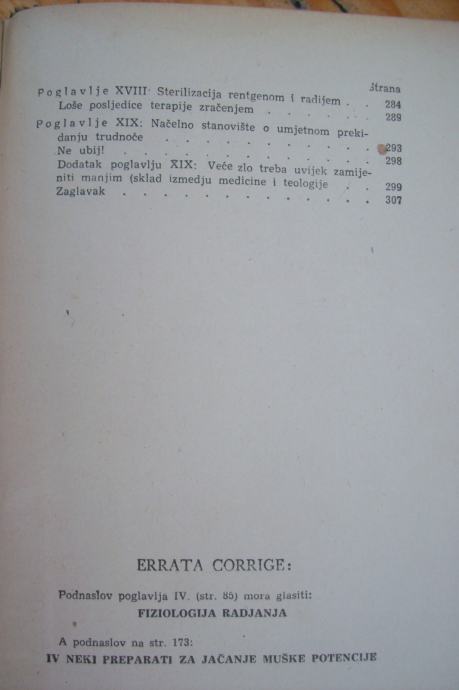 Strana
Poglavlje XVIII: Sterilizacija rentgenom i radijem . . 284
Loše posljedice terapije zračenjem . . . . . . 289
Poglavlje XIX: Načelno stanovište o umjetnom preki-
danju trudnoće . . . . . . . . . . . . 293
Ne ubij! . . . . . . . . . . . . . 298
Dodatak poglavlju XIX: Veće zlo treba uvijek zamije-
niti manjim (sklad izmedju medicine i teologije . . 299
Zaglavak . . . . . . . . . . . . . 307
ERRATA CORRIGE:
Podnaslov poglavlja IV. (str. 85) mora glasiti:
FIZIOLOGIJA RADJANJA
A podnaslov na str. 173:
IV NEKI PREPARATI ZA JAČANJE MUŠKE POTENCIJE